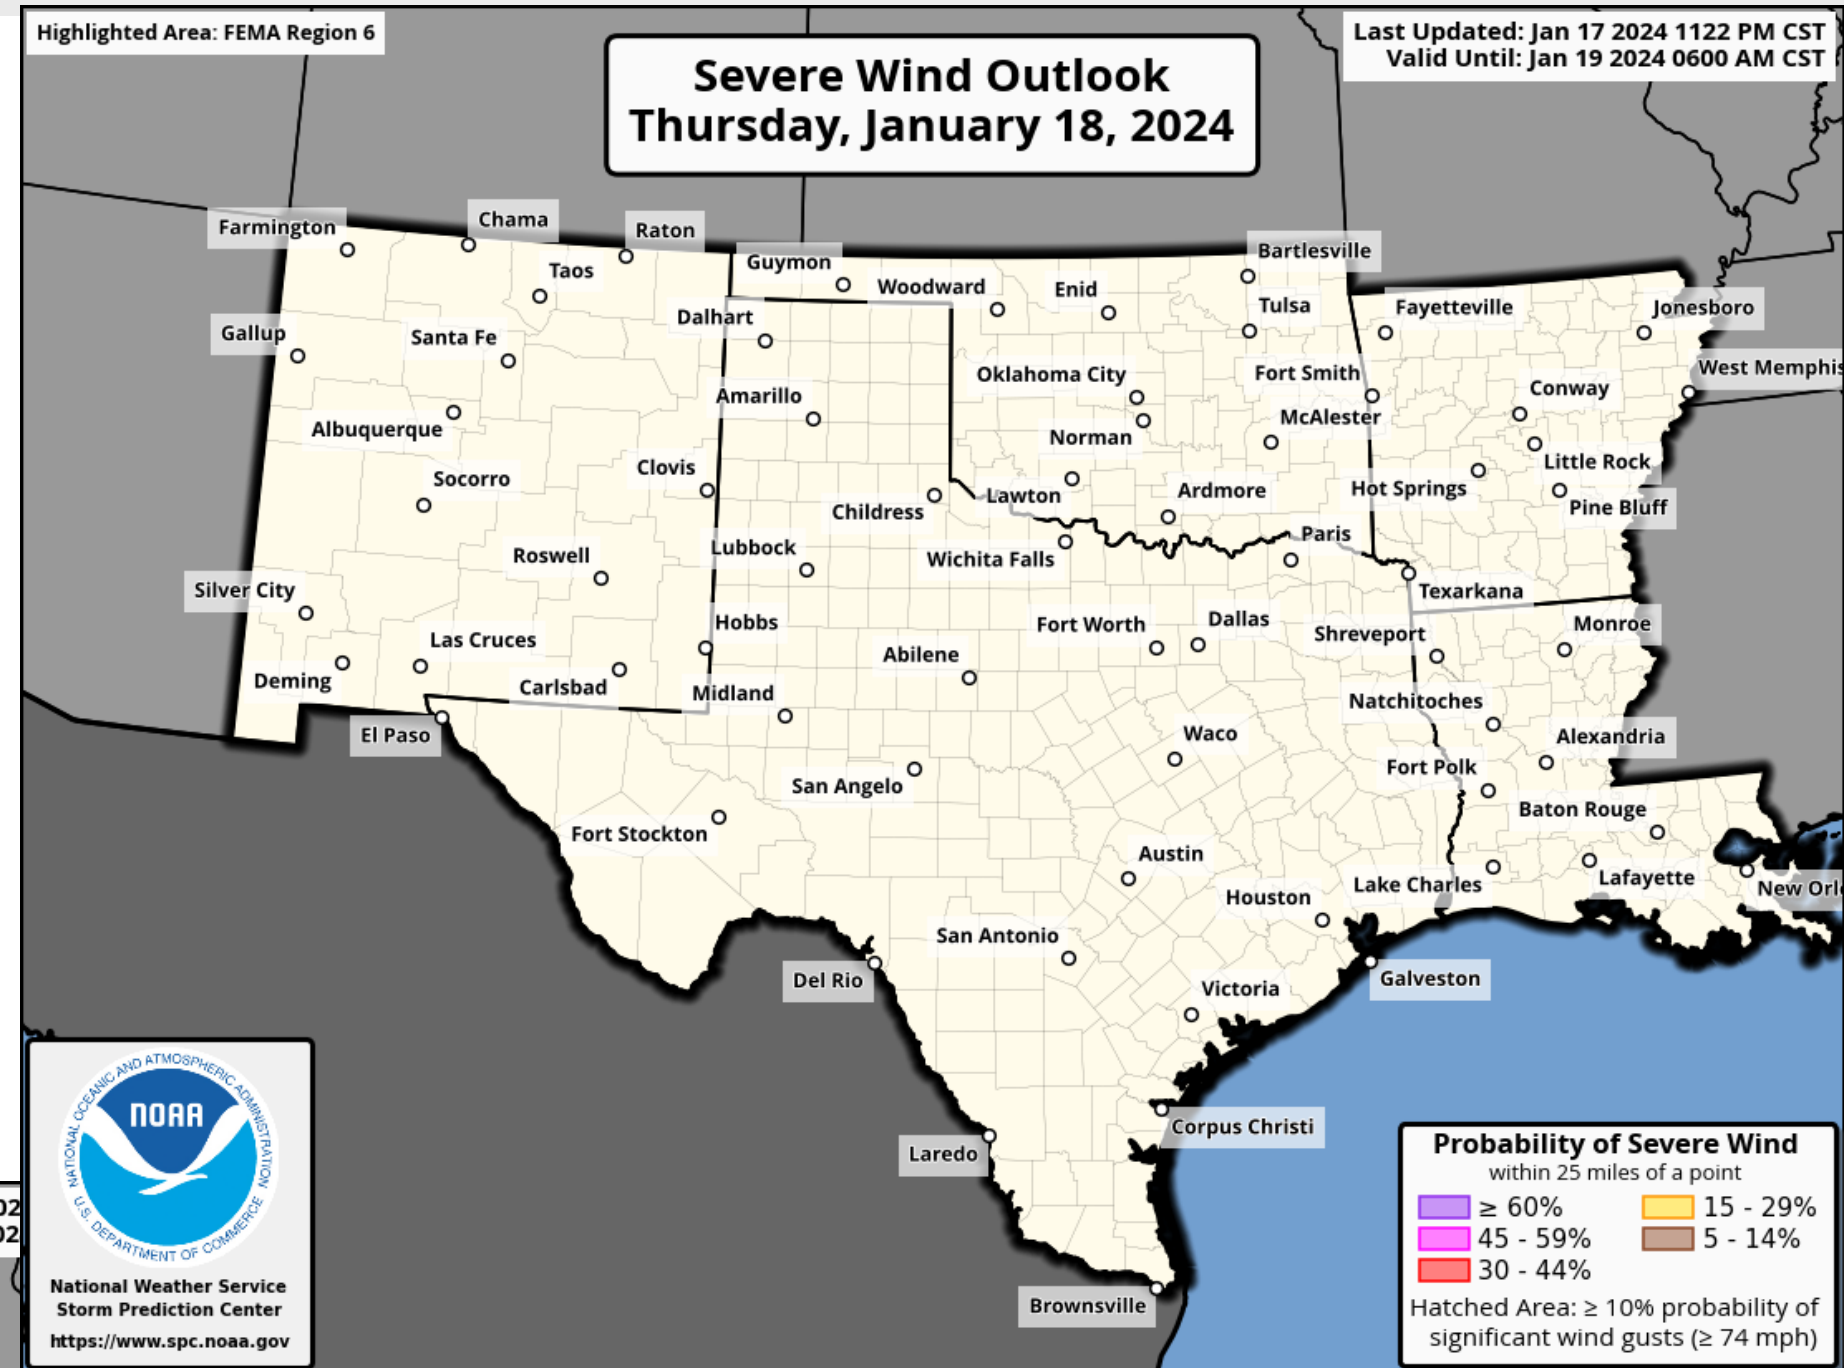 Highlighted Area: FEMA Region 6
Severe Wind Outlook
Thursday, January 18, 2024
Last Updated: Jan 17 2024 1122 PM CST
Valid Until: Jan 19 2024 0600 AM CST
Farmington
Chama
Raton
Taos
Guymon
Woodward
Enid
Bartlesville
Tulsa
Fayetteville
Jonesboro
Gallup
Santa Fe
Dalhart
Oklahoma City
Fort Smith
West Memphis
Amarillo
Conway
Albuquerque
Norman
McAlester
Little Rock
Socorro
Clovis
Childress
Lawton
Ardmore
Hot Springs
Pine Bluff
Roswell
Lubbock
Wichita Falls
Paris
Silver City
Texarkana
Las Cruces
Hobbs
Abilene
Fort Worth
Dallas
Shreveport
Monroe
Deming
Carlsbad
Midland
Natchitoches
El Paso
Waco
Alexandria
San Angelo
Fort Polk
Fort Stockton
Baton Rouge
Austin
Lake Charles
Lafayette
New Orl
Houston
San Antonio
Del Rio
Victoria
Galveston
Corpus Christi
Laredo
Brownsville
02
02
NATIONAL OCEANIC AND ATMOSPHERIC ADMINISTRATION
NOAA
U.S. DEPARTMENT OF COMMERCE
National Weather Service
Storm Prediction Center
https://www.spc.noaa.gov
Probability of Severe Wind
within 25 miles of a point
≥ 60%
15 - 29%
45 - 59%
5 - 14%
30 - 44%
Hatched Area: ≥ 10% probability of
significant wind gusts (≥ 74 mph)